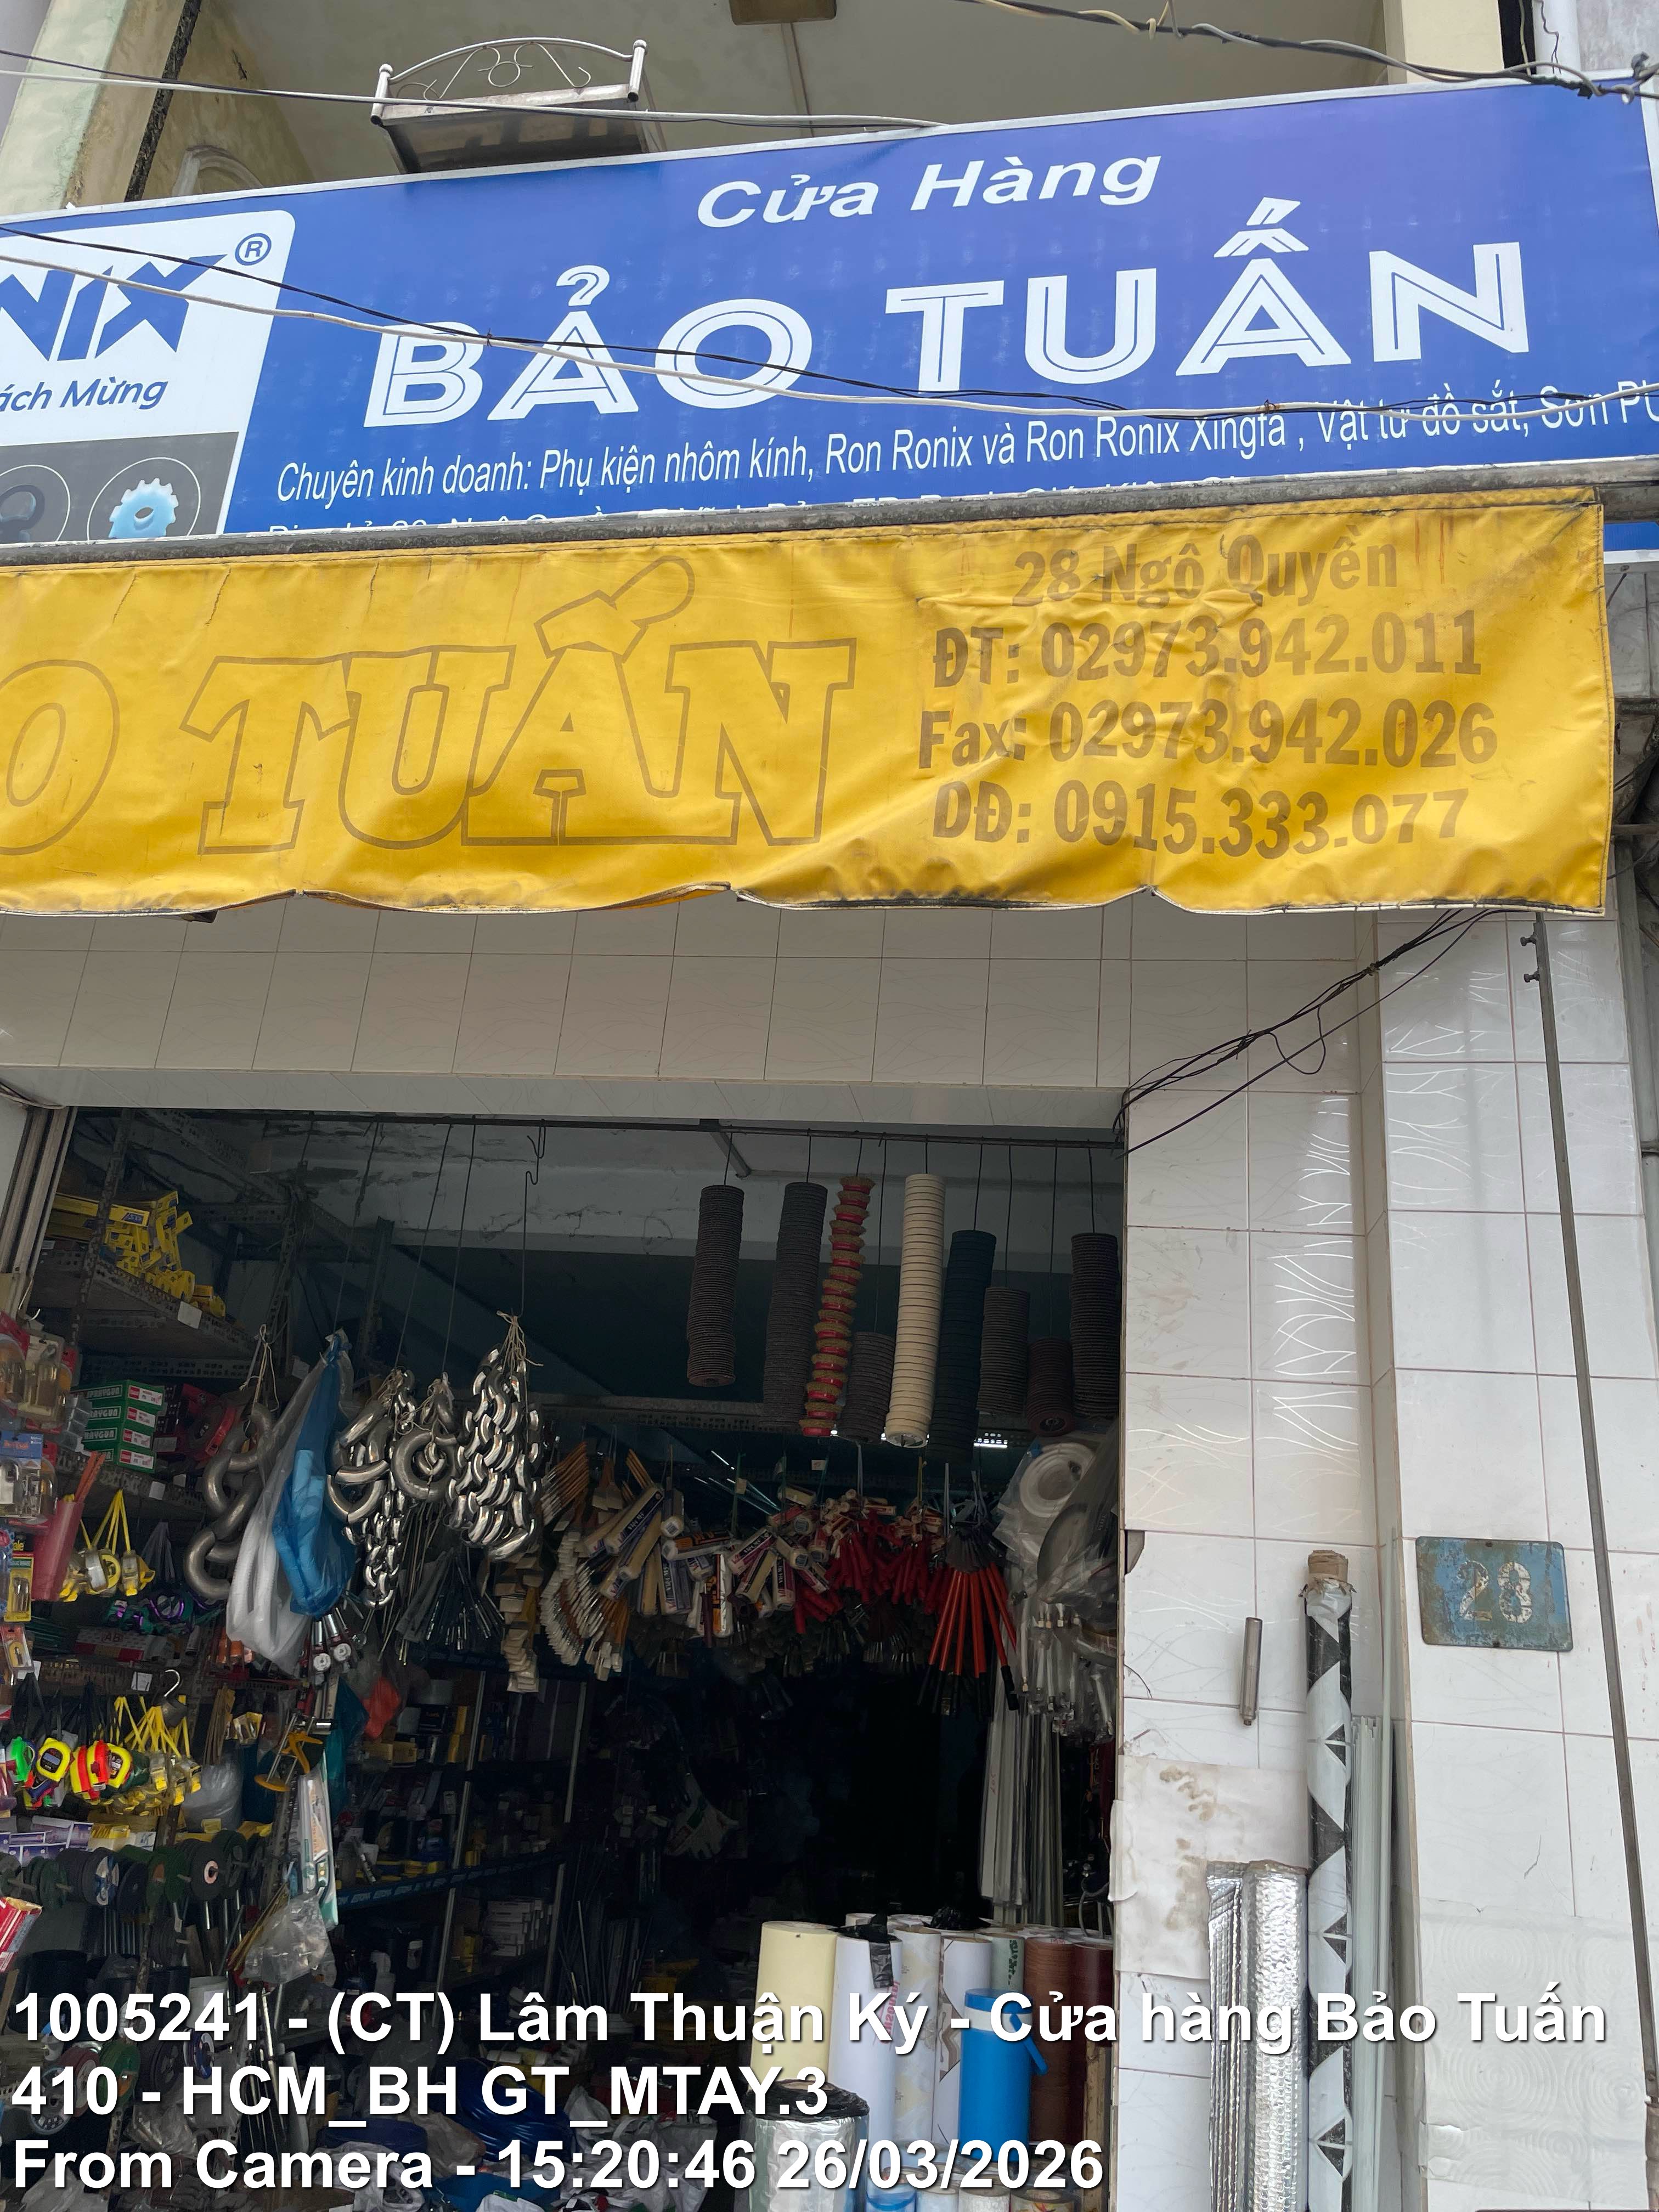 Cửa Hàng
NIX ®
BẢO TUẤN
ách Mừng
Chuyên kinh doanh: Phụ kiện nhôm kính, Ron Ronix và Ron Ronix Xingfa , Vật tư đồ sắt, Sơn PU
O TUẤN
28 Ngô Quyền
ĐT: 02973.942.011
Fax: 02973.942.026
DĐ: 0915.333.077
28
1005241 - (CT) Lâm Thuận Ký - Cửa hàng Bảo Tuấn
410 - HCM_BH GT_MTAY.3
From Camera - 15:20:46 26/03/2026